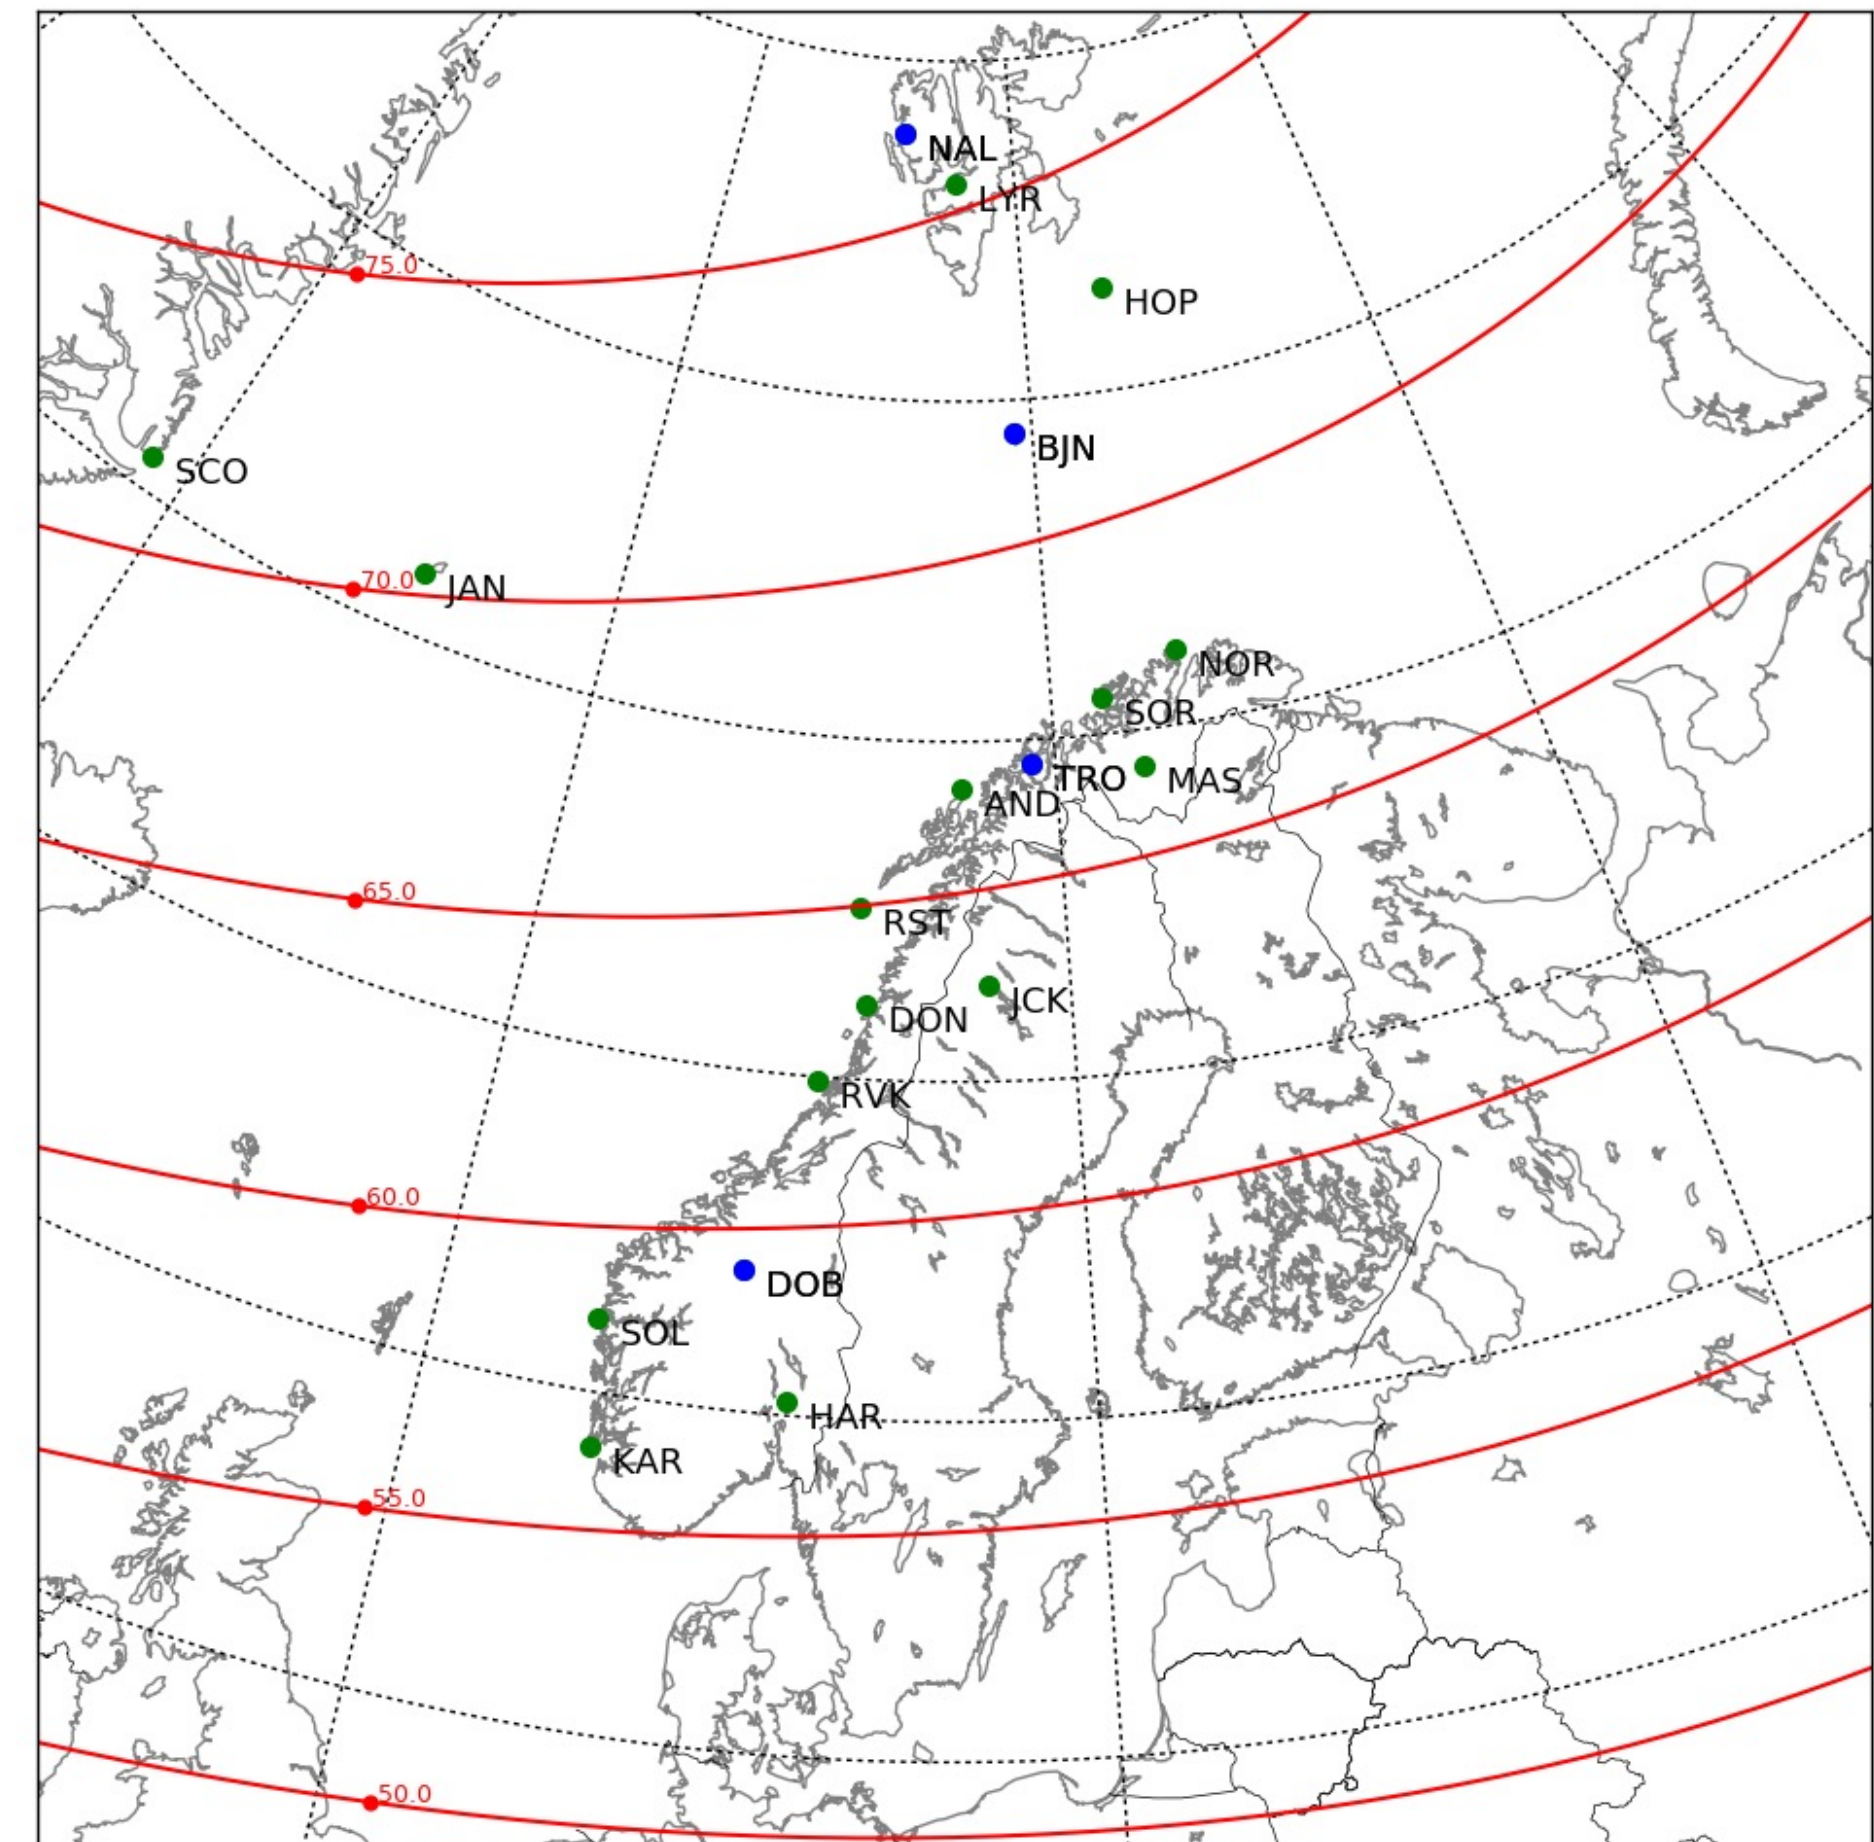 NAL
LYR
75.0
HOP
BJN
SCO
70.0
JAN
NOR
SOR
TRO
MAS
AND
65.0
RST
JCK
DON
RVK
60.0
DOB
SOL
HAR
KAR
55.0
50.0